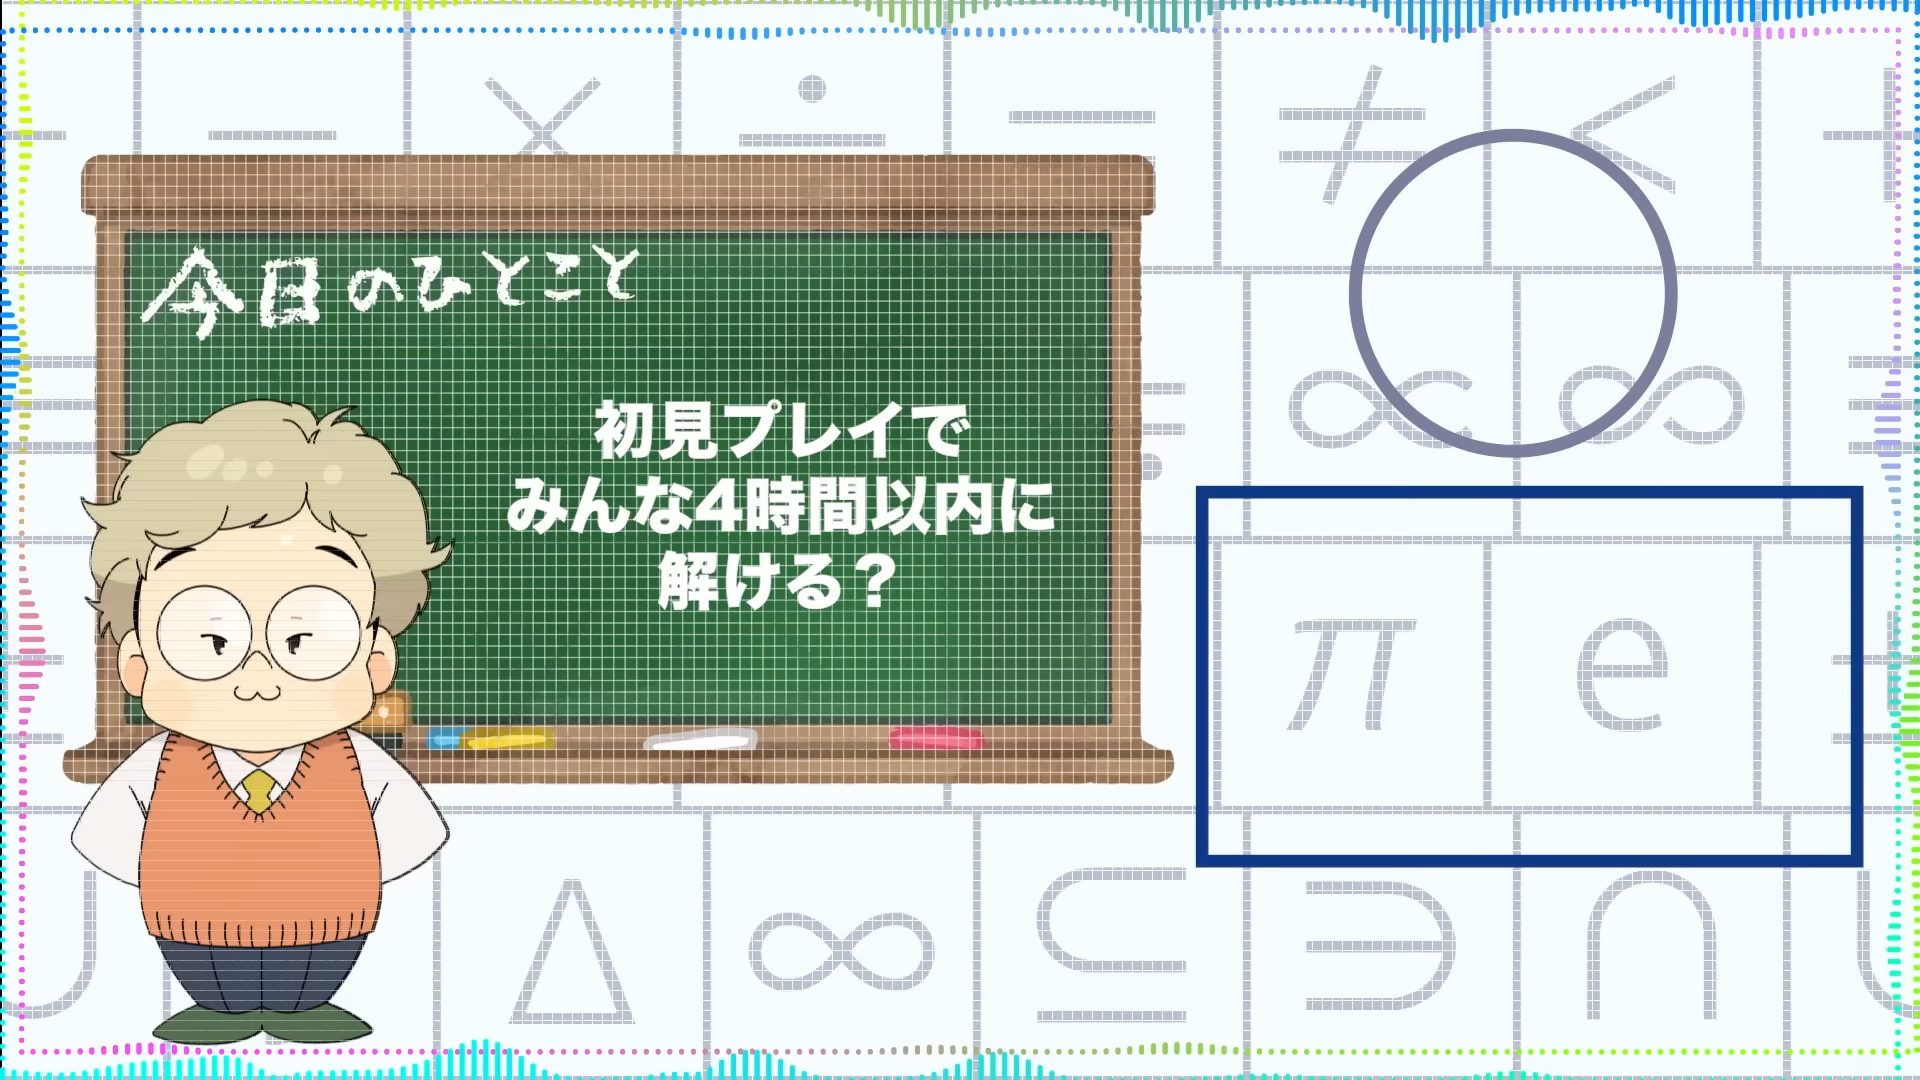 今日のひとこと
初見プレイで
みんな4時間以内に
解ける？
× ÷ = ≠ <
∝ ∞
π e
Δ ∞ ⊆ ∋ ∩